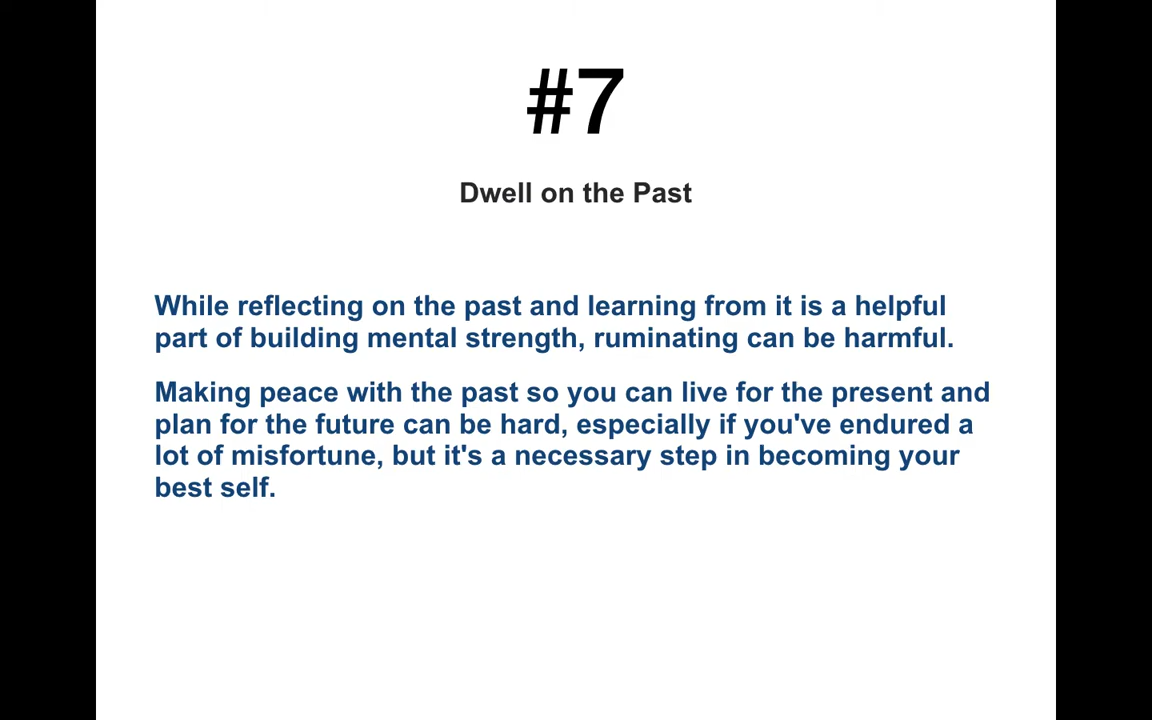 #7
Dwell on the Past
While reflecting on the past and learning from it is a helpful
part of building mental strength, ruminating can be harmful.
Making peace with the past so you can live for the present and
plan for the future can be hard, especially if you've endured a
lot of misfortune, but it's a necessary step in becoming your
best self.